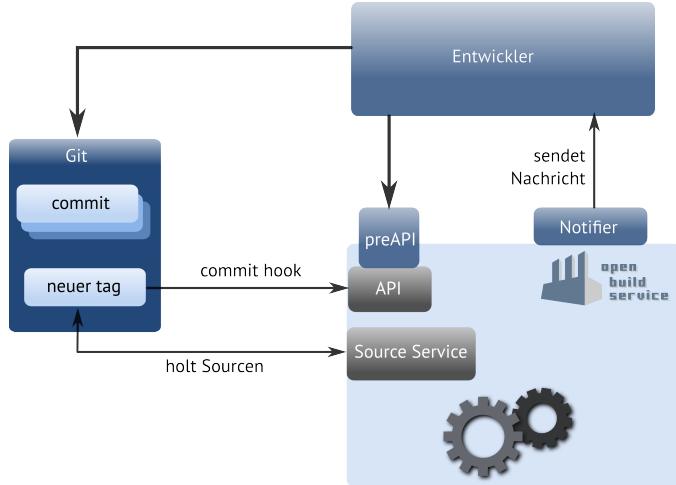 Entwickler
Git
commit
neuer tag
commit hook
holt Sourcen
preAPI
API
Source Service
sendet
Nachricht
Notifier
open
build
service